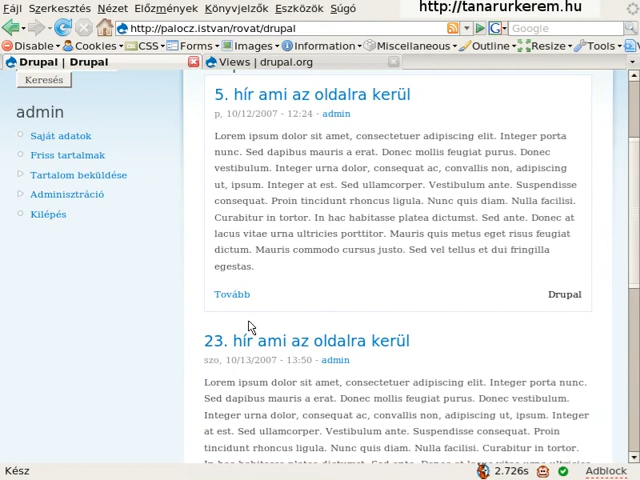 Fájl Szerkesztés Nézet Előzmények Könyvjelzők Eszközök Súgó
http://tanarurkerem.hu
http://palocz.istvan/rovat/drupal
Google
Disable Cookies CSS Forms Images Information Miscellaneous Outline Resize Tools
Drupal | Drupal
Views | drupal.org
Keresés
admin
Saját adatok
Friss tartalmak
Tartalom beküldése
Adminisztráció
Kilépés
5. hír ami az oldalra kerül
p, 10/12/2007 - 12:24 - admin
Lorem ipsum dolor sit amet, consectetuer adipiscing elit. Integer porta
nunc. Sed dapibus mauris a erat. Donec mollis feugiat purus. Donec
vestibulum. Integer urna dolor, consequat ac, convallis non, adipiscing
ut, ipsum. Integer at est. Sed ullamcorper. Vestibulum ante. Suspendisse
consequat. Proin tincidunt rhoncus ligula. Nunc quis diam. Nulla facilisi.
Curabitur in tortor. In hac habitasse platea dictumst. Sed ante. Donec at
lacus vitae urna ultricies porttitor. Mauris quis metus eget risus feugiat
dictum. Mauris commodo cursus justo. Sed vel tellus et dui fringilla
egestas.
Tovább
Drupal
23. hír ami az oldalra kerül
szo, 10/13/2007 - 13:50 - admin
Lorem ipsum dolor sit amet, consectetuer adipiscing elit. Integer porta nunc.
Sed dapibus mauris a erat. Donec mollis feugiat purus. Donec vestibulum.
Integer urna dolor, consequat ac, convallis non, adipiscing ut, ipsum. Integer
at est. Sed ullamcorper. Vestibulum ante. Suspendisse consequat. Proin
tincidunt rhoncus ligula. Nunc quis diam. Nulla facilisi. Curabitur in tortor.
Kész
2.726s
Adblock